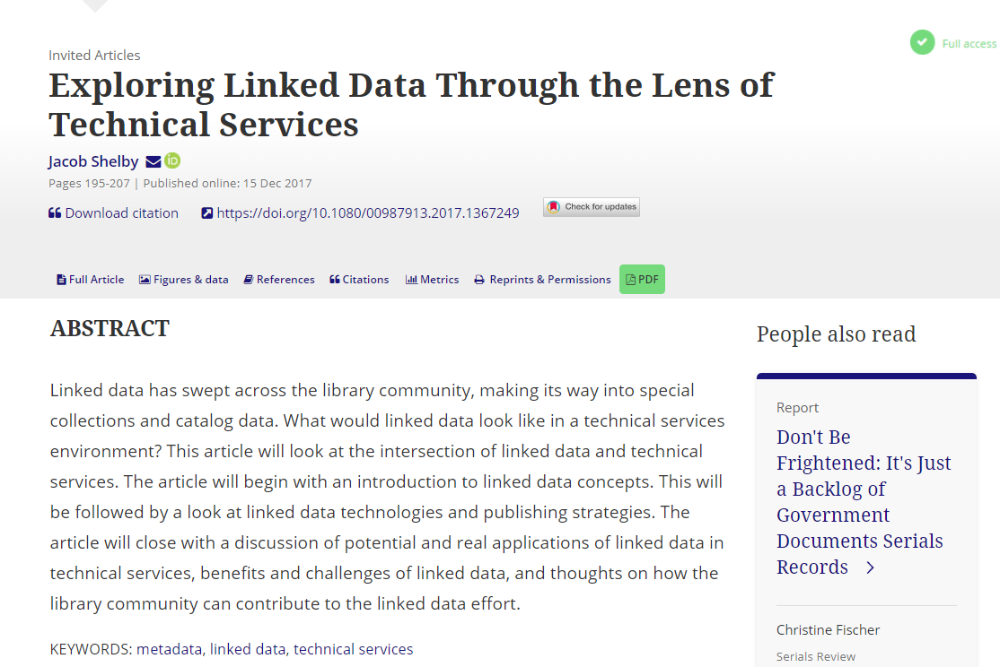 Full access
Invited Articles
Exploring Linked Data Through the Lens of
Technical Services
Jacob Shelby iD
Pages 195-207 | Published online: 15 Dec 2017
Download citation https://doi.org/10.1080/00987913.2017.1367249 Check for updates
Full Article Figures & data References Citations Metrics Reprints & Permissions PDF
ABSTRACT
Linked data has swept across the library community, making its way into special
collections and catalog data. What would linked data look like in a technical services
environment? This article will look at the intersection of linked data and technical
services. The article will begin with an introduction to linked data concepts. This will
be followed by a look at linked data technologies and publishing strategies. The
article will close with a discussion of potential and real applications of linked data in
technical services, benefits and challenges of linked data, and thoughts on how the
library community can contribute to the linked data effort.
KEYWORDS: metadata, linked data, technical services
People also read
Report
Don't Be
Frightened: It's Just
a Backlog of
Government
Documents Serials
Records
Christine Fischer
Serials Review